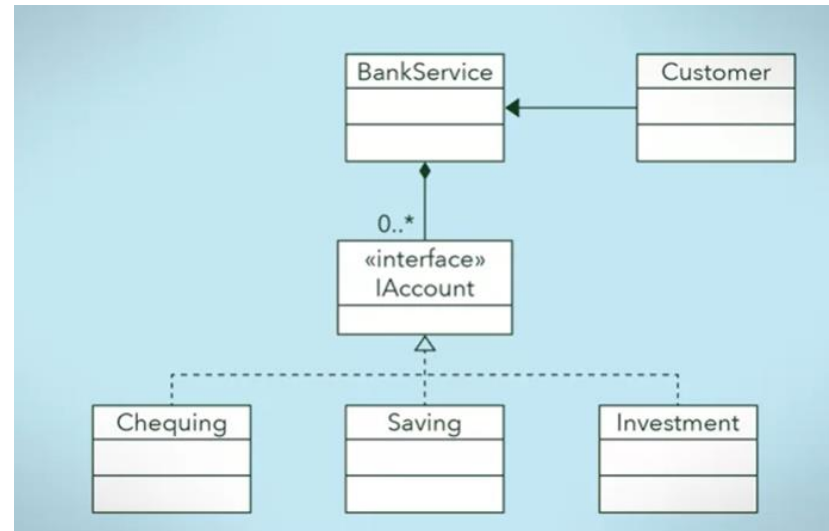 BankService
Customer
0..*
«interface»
IAccount
Chequing
Saving
Investment